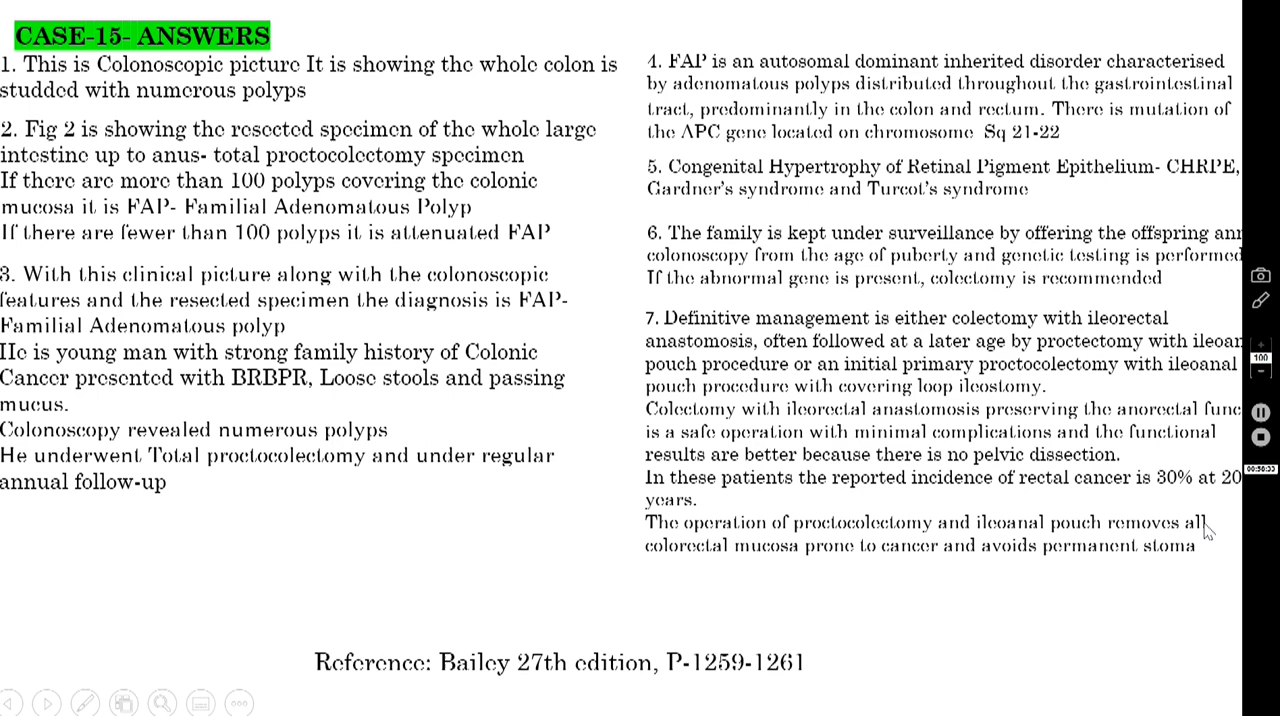 CASE-15- ANSWERS
1. This is Colonoscopic picture It is showing the whole colon is
studded with numerous polyps
2. Fig 2 is showing the resected specimen of the whole large
intestine up to anus- total proctocolectomy specimen
If there are more than 100 polyps covering the colonic
mucosa it is FAP- Familial Adenomatous Polyp
If there are fewer than 100 polyps it is attenuated FAP
3. With this clinical picture along with the colonoscopic
features and the resected specimen the diagnosis is FAP-
Familial Adenomatous polyp
He is young man with strong family history of Colonic
Cancer presented with BRBPR, Loose stools and passing
mucus.
Colonoscopy revealed numerous polyps
He underwent Total proctocolectomy and under regular
annual follow-up
4. FAP is an autosomal dominant inherited disorder characterised
by adenomatous polyps distributed throughout the gastrointestinal
tract, predominantly in the colon and rectum. There is mutation of
the APC gene located on chromosome Sq 21-22
5. Congenital Hypertrophy of Retinal Pigment Epithelium- CHRPE,
Gardner's syndrome and Turcot's syndrome
6. The family is kept under surveillance by offering the offspring ann
colonoscopy from the age of puberty and genetic testing is performed
If the abnormal gene is present, colectomy is recommended
7. Definitive management is either colectomy with ileorectal
anastomosis, often followed at a later age by proctectomy with ileoan
pouch procedure or an initial primary proctocolectomy with ileoanal
pouch procedure with covering loop ileostomy.
Colectomy with ileorectal anastomosis preserving the anorectal func
is a safe operation with minimal complications and the functional
results are better because there is no pelvic dissection.
In these patients the reported incidence of rectal cancer is 30% at 20
years.
The operation of proctocolectomy and ileoanal pouch removes all
colorectal mucosa prone to cancer and avoids permanent stoma
Reference: Bailey 27th edition, P-1259-1261
100